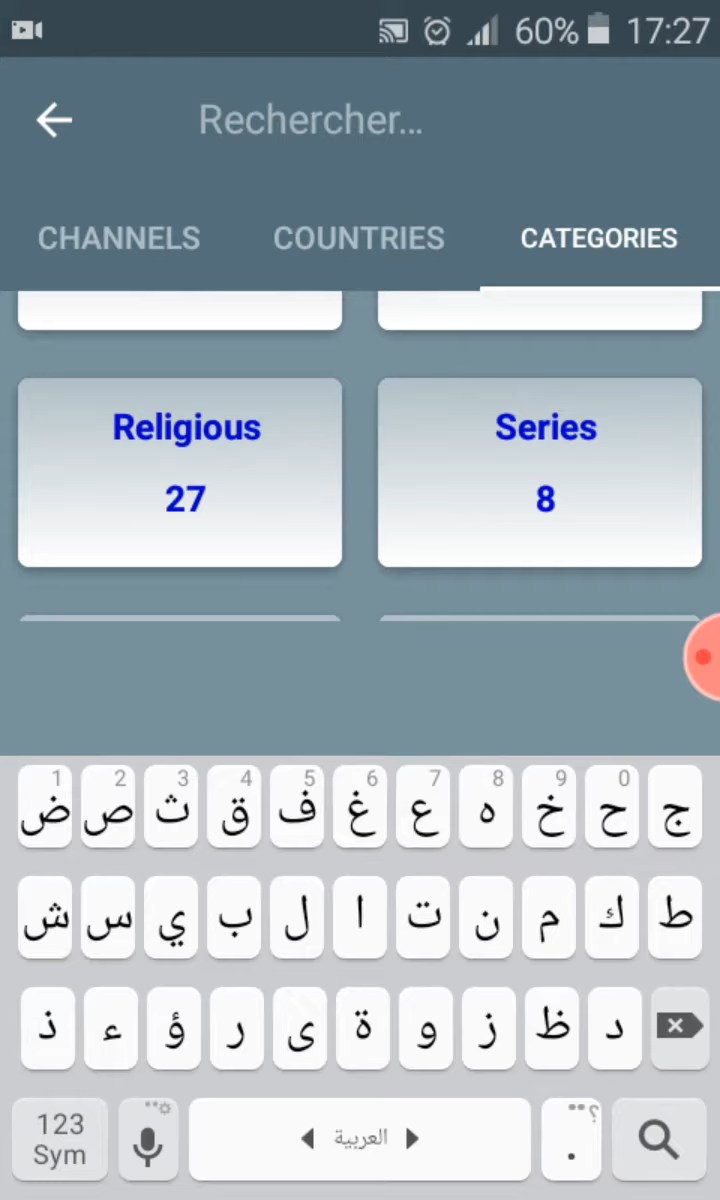 60% 17:27
Rechercher...
CHANNELS COUNTRIES CATEGORIES
Religious Series
27 8
1 2 3 4 5 6 7 8 9 0
ض ص ث ق ف غ ع ه خ ح ج
ش س ي ب ل ا ت ن م ك ط
ذ ء ؤ ر ى ة و ز ظ د
123 ؟
Sym العربية .